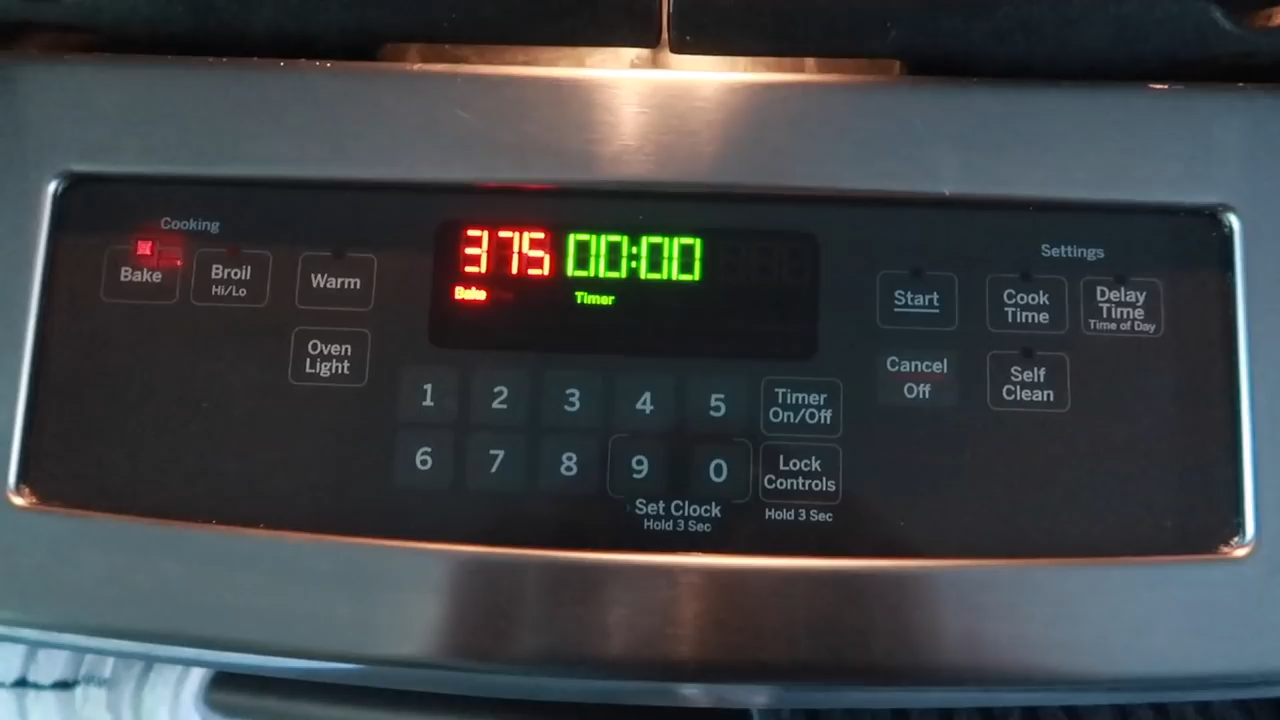 Cooking
Bake
Broil
Hi/Lo
Warm
Oven
Light
375 00:00
Bake Timer
1 2 3 4 5
6 7 8 9 0
Set Clock
Hold 3 Sec
Timer
On/Off
Lock
Controls
Hold 3 Sec
Settings
Start
Cook
Time
Delay
Time
Time of Day
Cancel
Off
Self
Clean